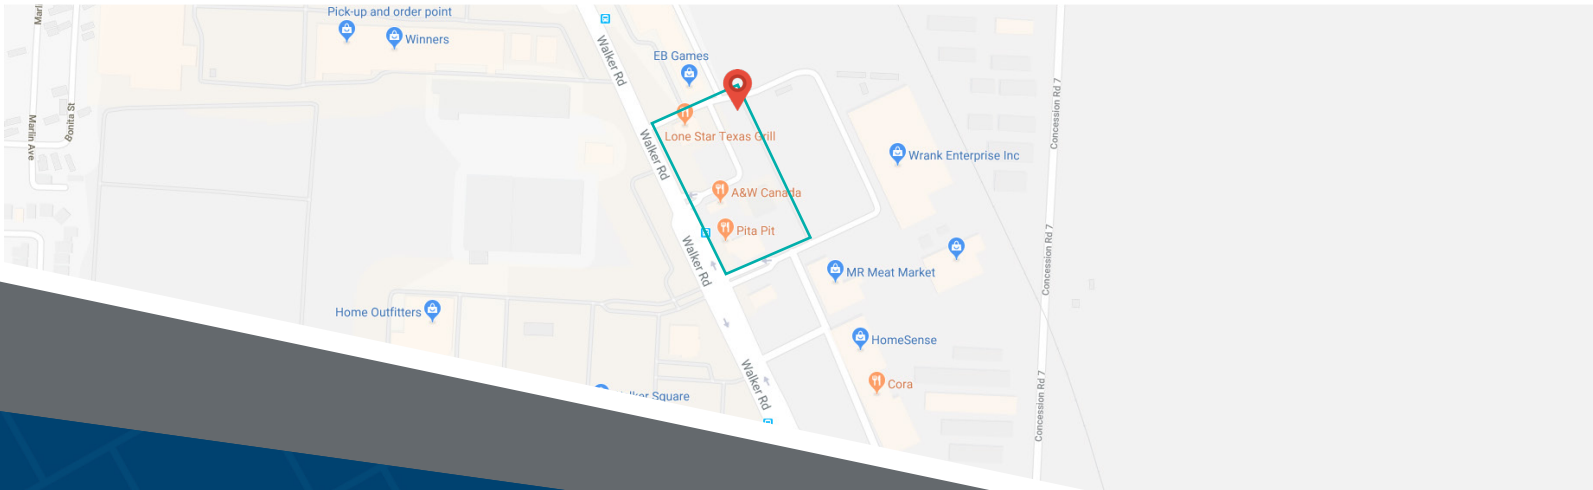 Pick-up and order point
Winners
Marli
Walker Rd
EB Games
Bonita St
Marlin Ave
Lone Star Texas Grill
Walker Rd
Concession Rd 7
Wrank Enterprise Inc
A&W Canada
Pita Pit
Walker Rd
Concession Rd 7
MR Meat Market
Home Outfitters
HomeSense
Walker Rd
Cora
Square
Concession Rd 7